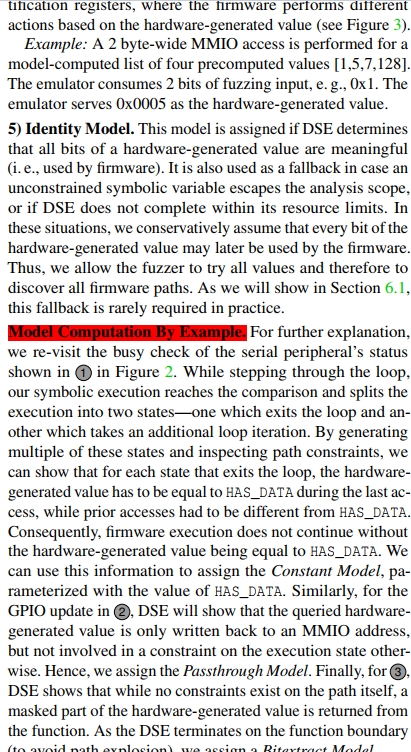 tification registers, where the firmware performs different
actions based on the hardware-generated value (see Figure 3).
Example: A 2 byte-wide MMIO access is performed for a
model-computed list of four precomputed values [1,5,7,128].
The emulator consumes 2 bits of fuzzing input, e. g., 0x1. The
emulator serves 0x0005 as the hardware-generated value.
5) Identity Model. This model is assigned if DSE determines
that all bits of a hardware-generated value are meaningful
(i. e., used by firmware). It is also used as a fallback in case an
unconstrained symbolic variable escapes the analysis scope,
or if DSE does not complete within its resource limits. In
these situations, we conservatively assume that every bit of the
hardware-generated value may later be used by the firmware.
Thus, we allow the fuzzer to try all values and therefore to
discover all firmware paths. As we will show in Section 6.1,
this fallback is rarely required in practice.
Model Computation By Example. For further explanation,
we re-visit the busy check of the serial peripheral's status
shown in 1 in Figure 2. While stepping through the loop,
our symbolic execution reaches the comparison and splits the
execution into two states—one which exits the loop and an-
other which takes an additional loop iteration. By generating
multiple of these states and inspecting path constraints, we
can show that for each state that exits the loop, the hardware-
generated value has to be equal to HAS_DATA during the last ac-
cess, while prior accesses had to be different from HAS_DATA.
Consequently, firmware execution does not continue without
the hardware-generated value being equal to HAS_DATA. We
can use this information to assign the Constant Model, pa-
rameterized with the value of HAS_DATA. Similarly, for the
GPIO update in 2, DSE will show that the queried hardware-
generated value is only written back to an MMIO address,
but not involved in a constraint on the execution state other-
wise. Hence, we assign the Passthrough Model. Finally, for 3,
DSE shows that while no constraints exist on the path itself, a
masked part of the hardware-generated value is returned from
the function. As the DSE terminates on the function boundary
(to avoid path explosion), we assign a Bitextract Model